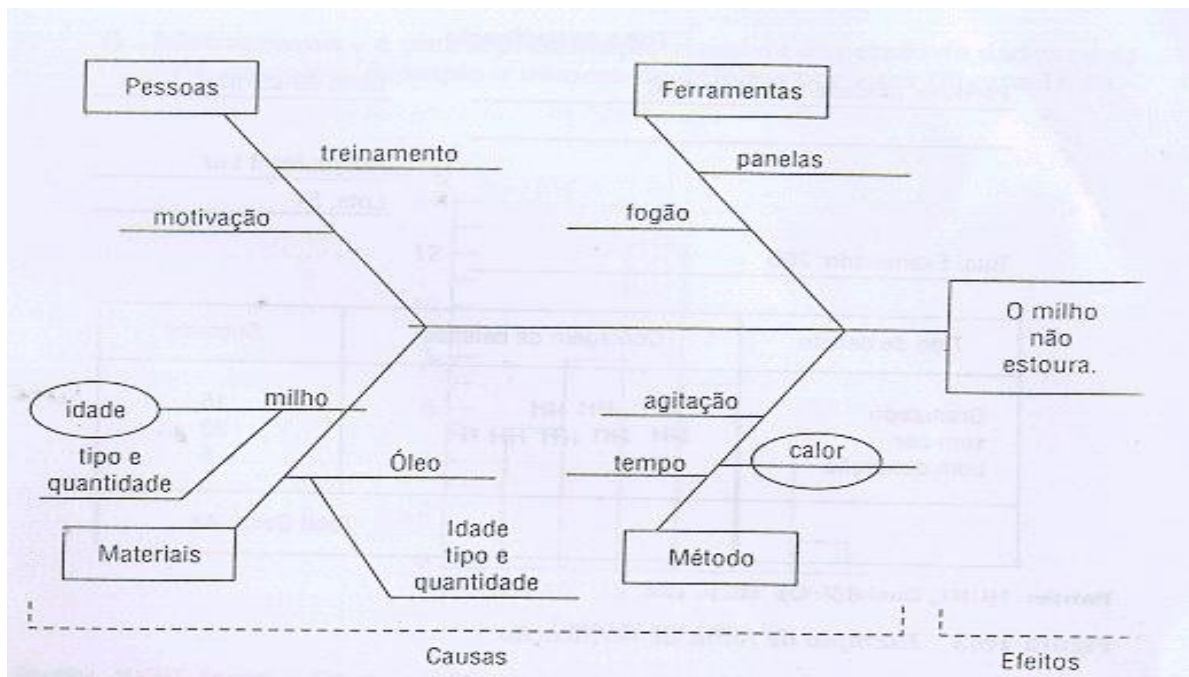 Pessoas
Ferramentas
treinamento
panelas
motivação
fogão
O milho
não
estoura.
milho
idade
agitação
tipo e
quantidade
Óleo
tempo
calor
Idade
tipo e
quantidade
Materiais
Método
Causas
Efeitos